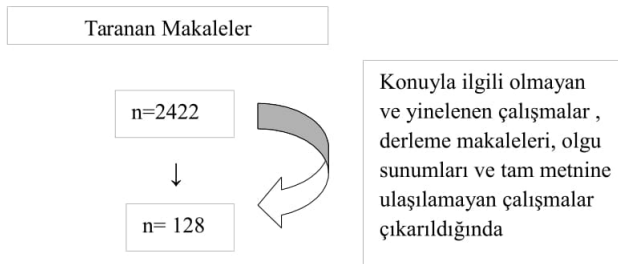 Taranan Makaleler
n=2422
↓
n= 128
Konuyla ilgili olmayan
ve yinelenen çalışmalar ,
derleme makaleleri, olgu
sunumları ve tam metnine
ulaşılamayan çalışmalar
çıkarıldığında